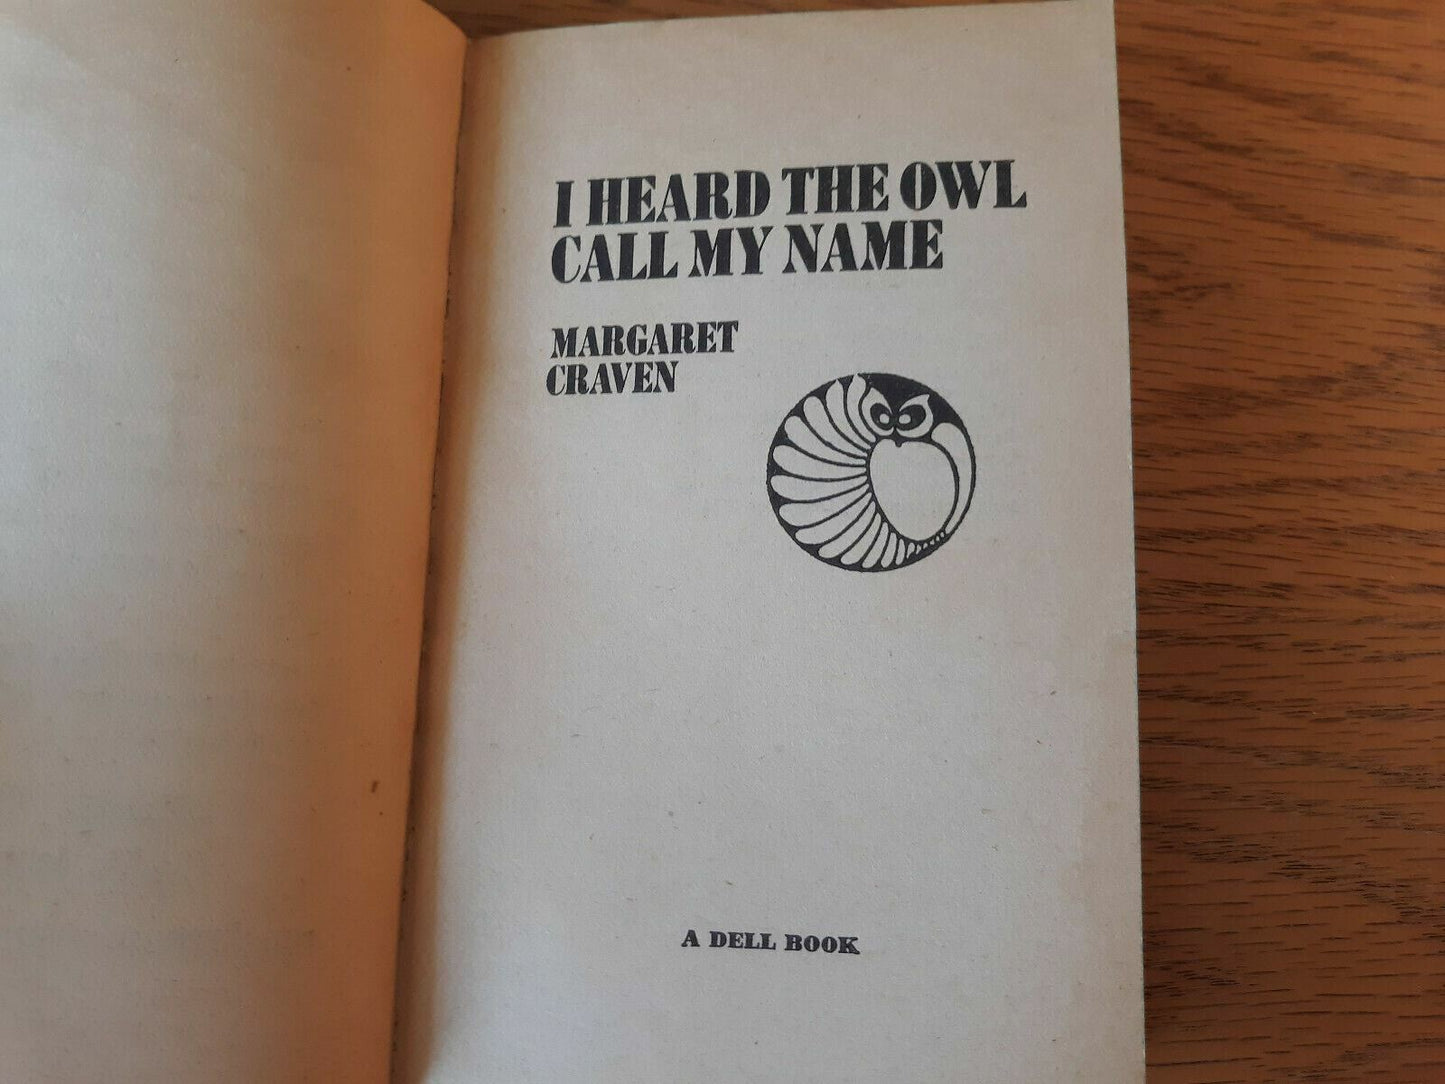 I HEARD THE OWL
CALL MY NAME
MARGARET
CRAVEN
A DELL BOOK